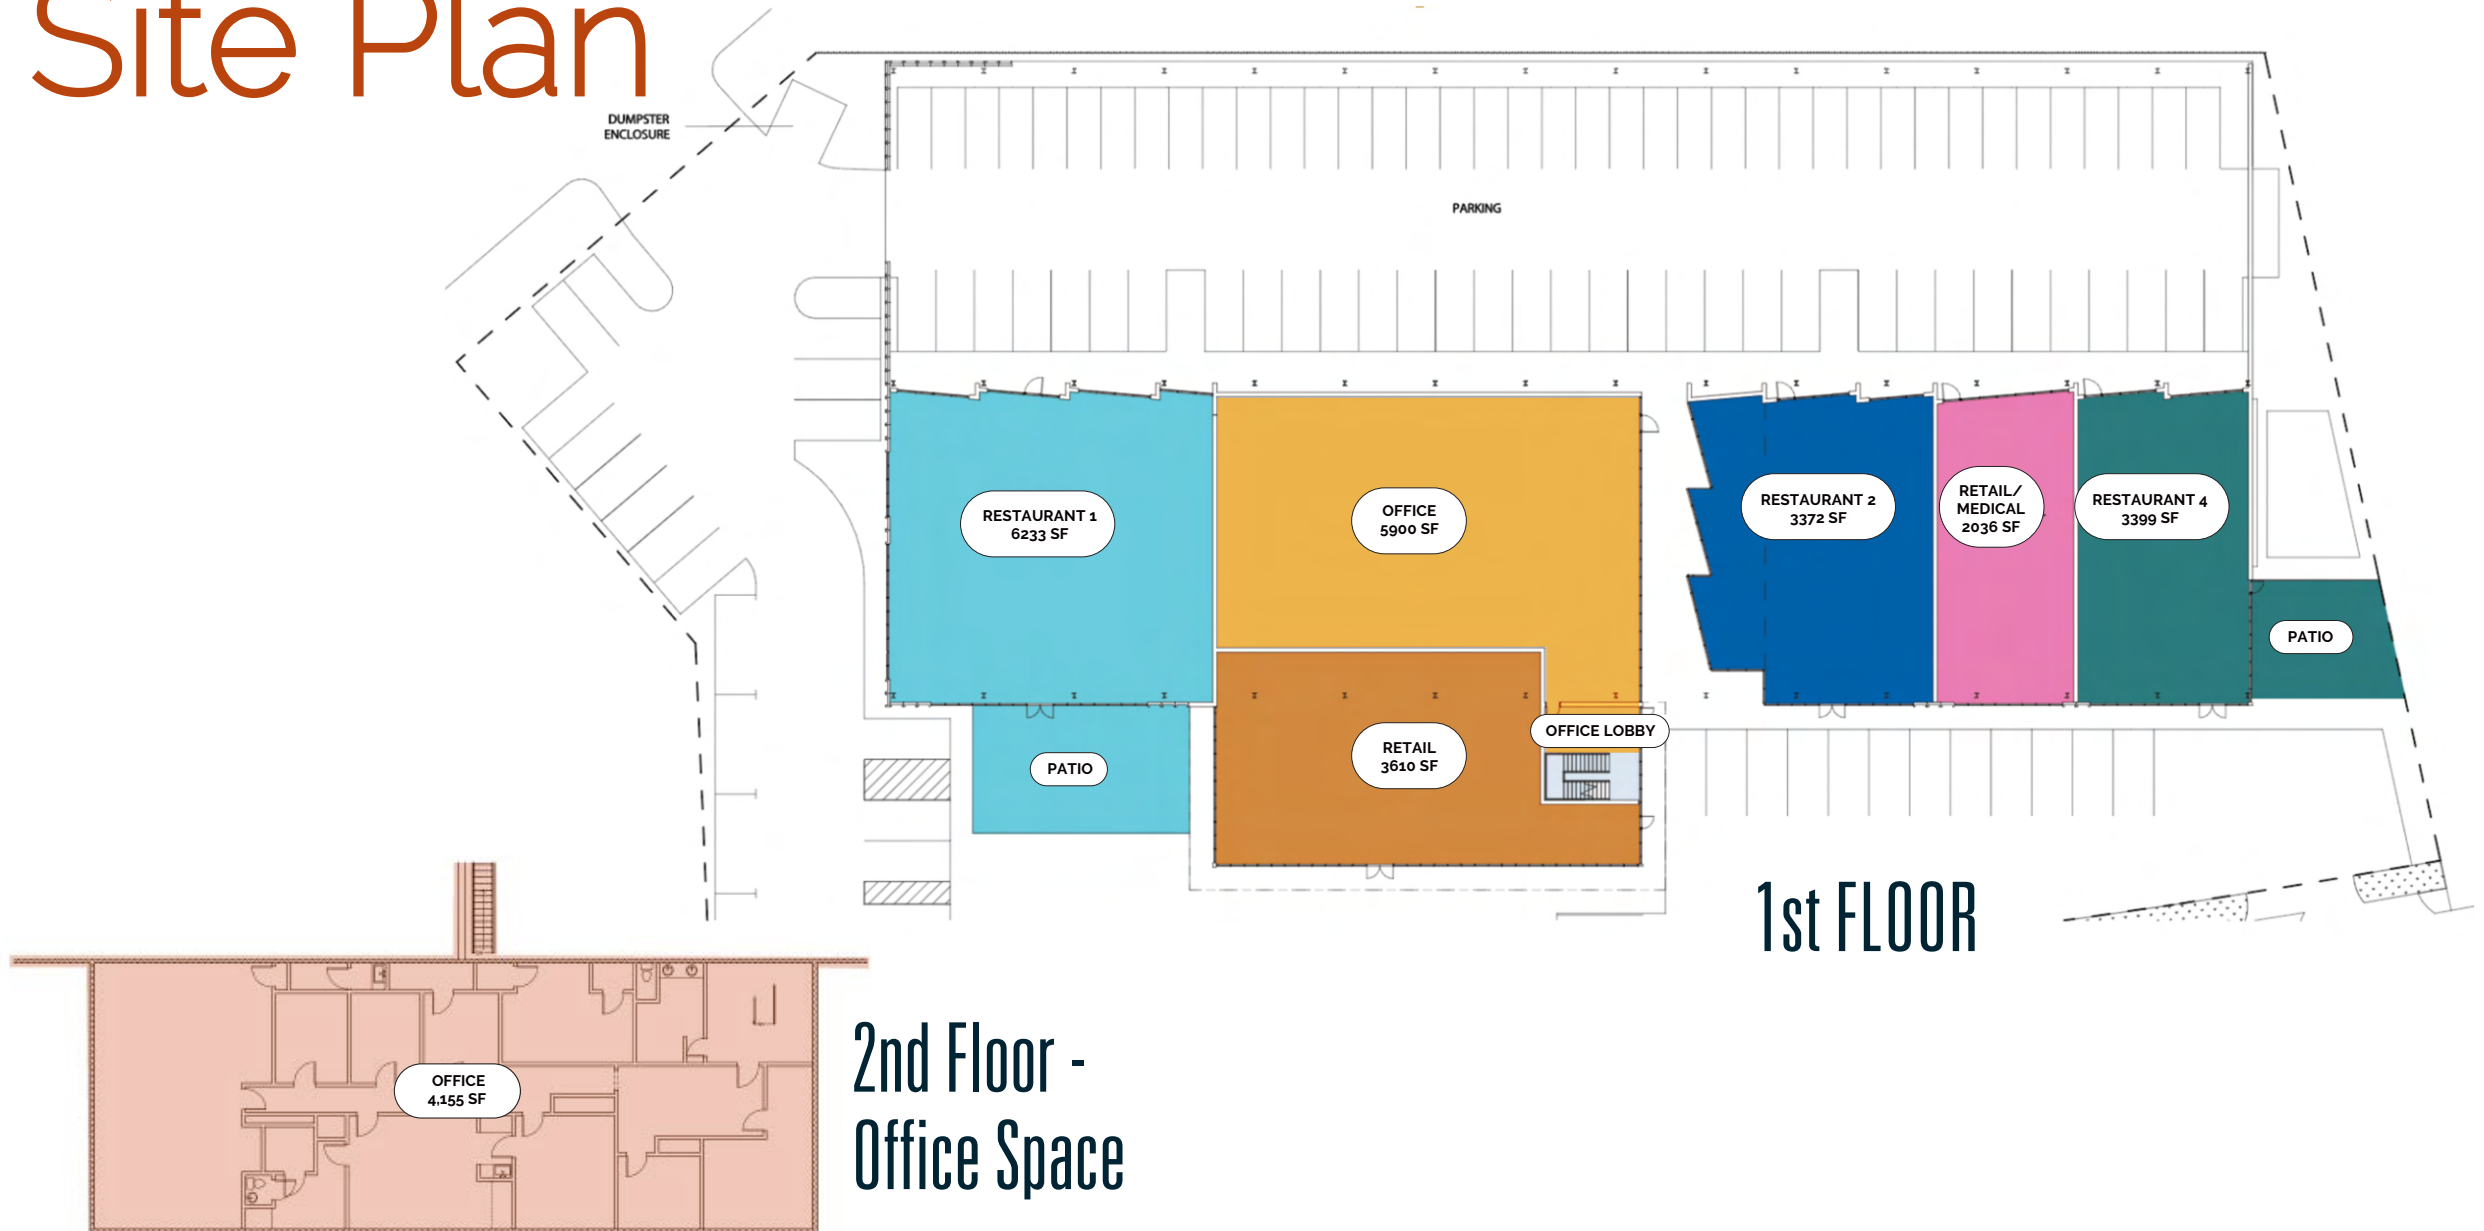 Site Plan
DUMPSTER
ENCLOSURE
PARKING
RESTAURANT 1
6233 SF
OFFICE
5900 SF
RESTAURANT 2
3372 SF
RETAIL/
MEDICAL
2036 SF
RESTAURANT 4
3399 SF
PATIO
OFFICE LOBBY
RETAIL
3610 SF
PATIO
1st FLOOR
OFFICE
4,155 SF
2nd Floor -
Office Space